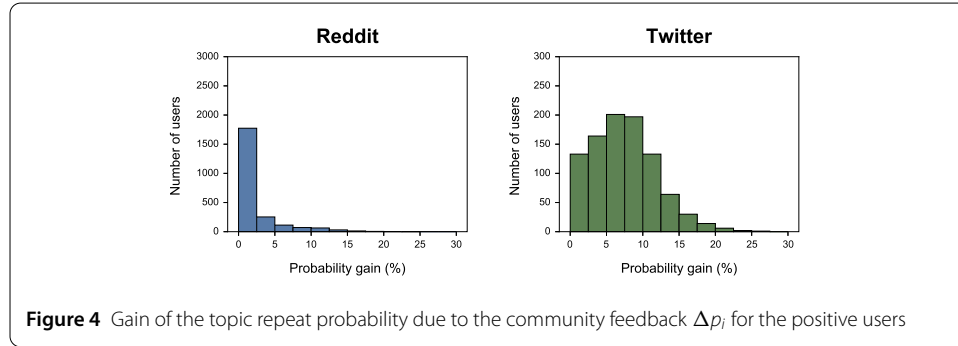 Reddit
3000
2500
2000
1500
1000
500
0
Number of users
0 5 10 15 20 25 30
Probability gain (%)
Twitter
300
250
200
150
100
50
0
Number of users
0 5 10 15 20 25 30
Probability gain (%)
Figure 4 Gain of the topic repeat probability due to the community feedback Δpᵢ for the positive users